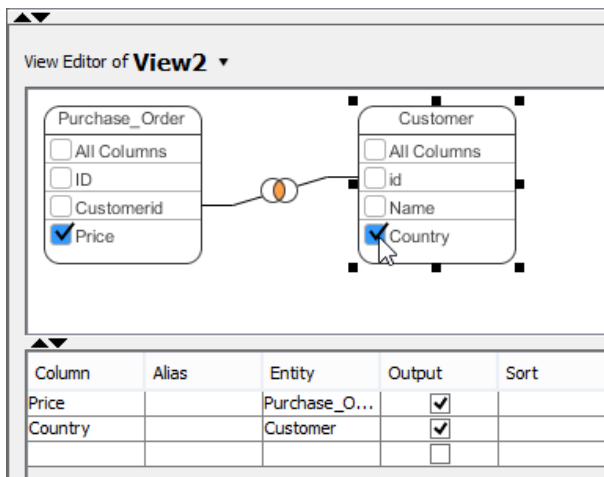 View Editor of View2
Purchase_Order
All Columns
ID
Customerid
Price
Customer
All Columns
id
Name
Country
Column Alias Entity Output Sort
Price Purchase_O...
Country Customer